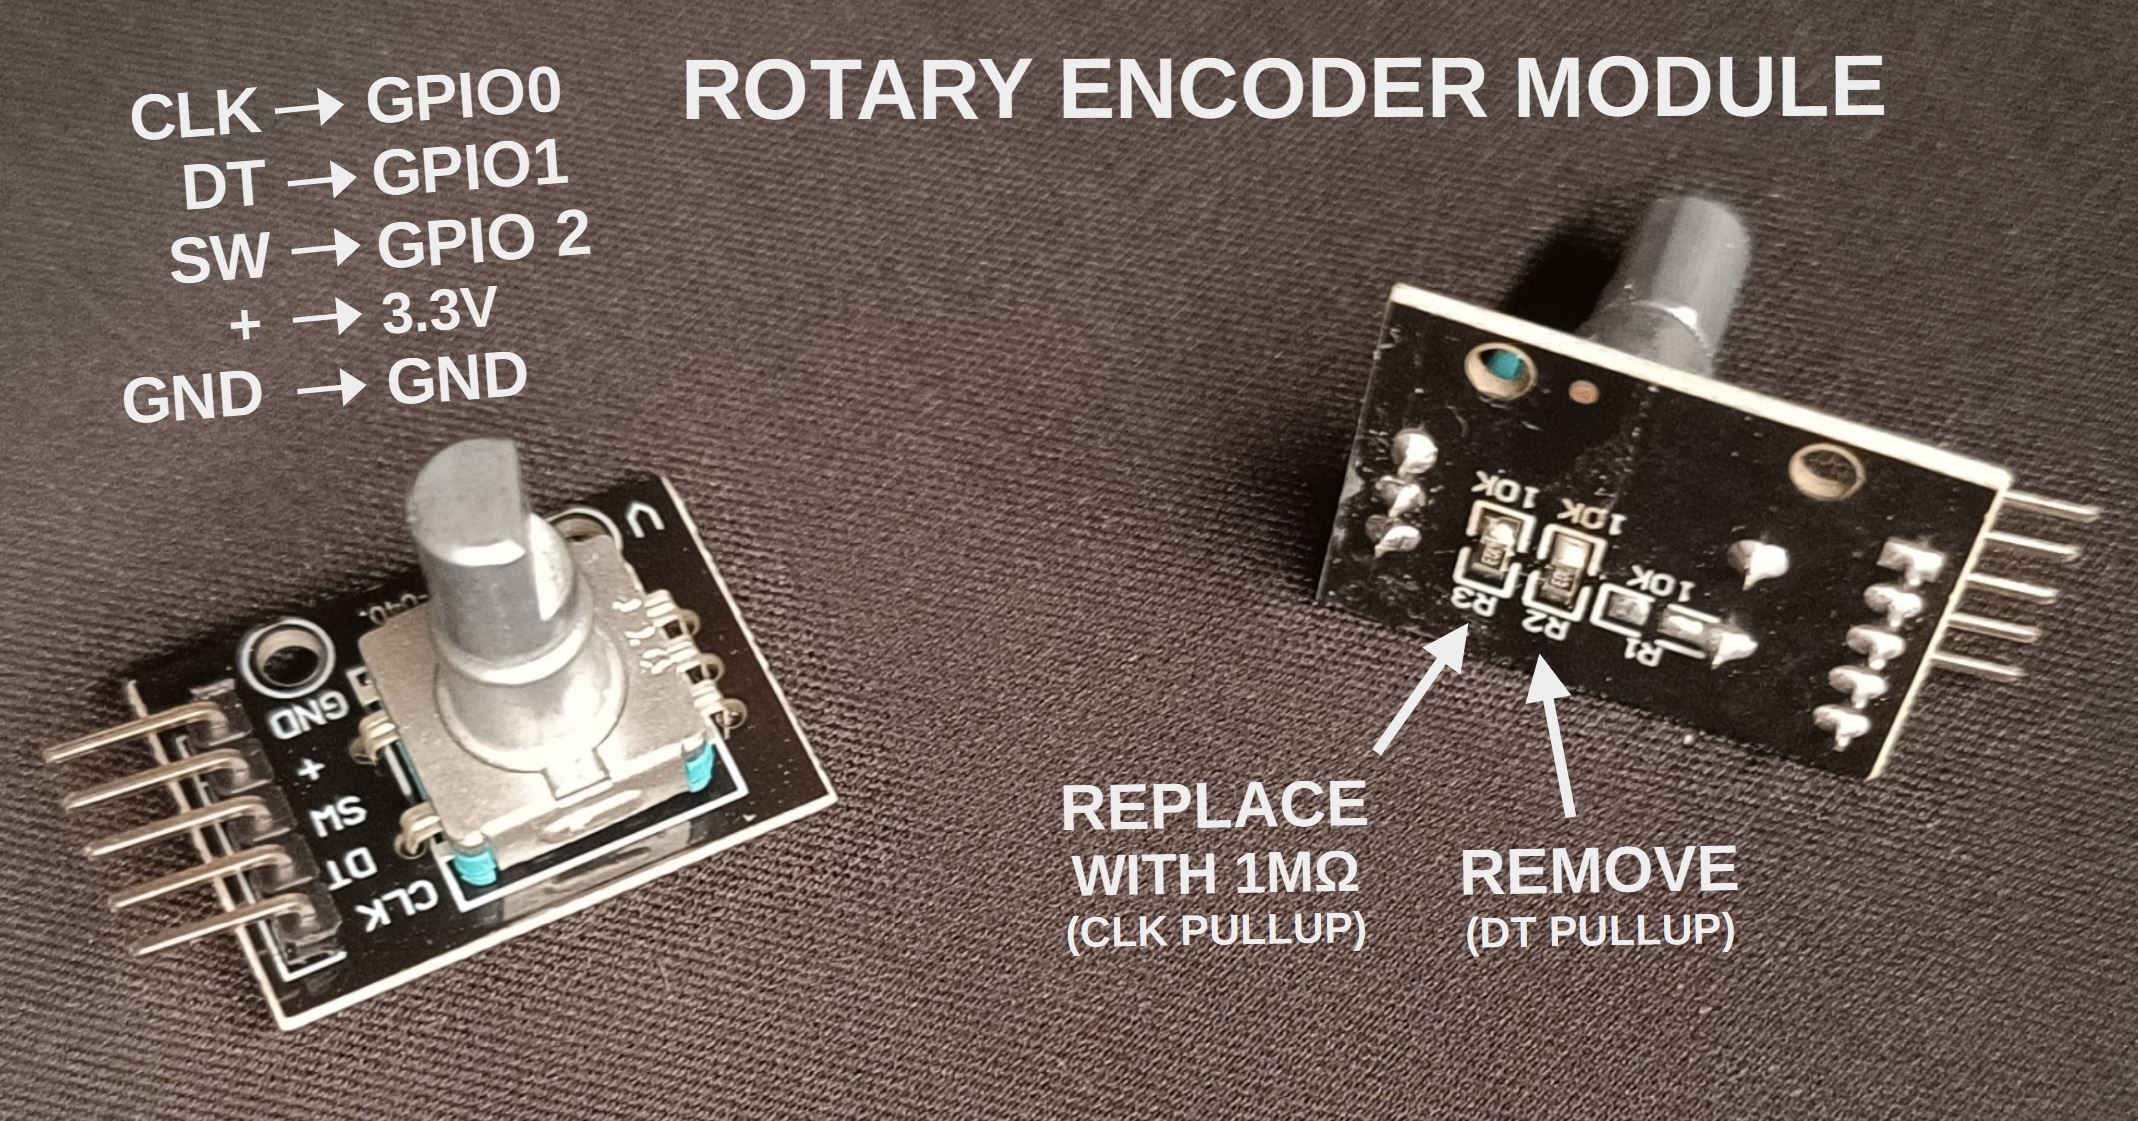 ROTARY ENCODER MODULE
CLK → GPIO0
DT → GPIO1
SW → GPIO 2
+ → 3.3V
GND → GND
GND
+
SW
DT
CLK
10K
10K
10K
R3
R2
R1
REPLACE
WITH 1MΩ
(CLK PULLUP)
REMOVE
(DT PULLUP)